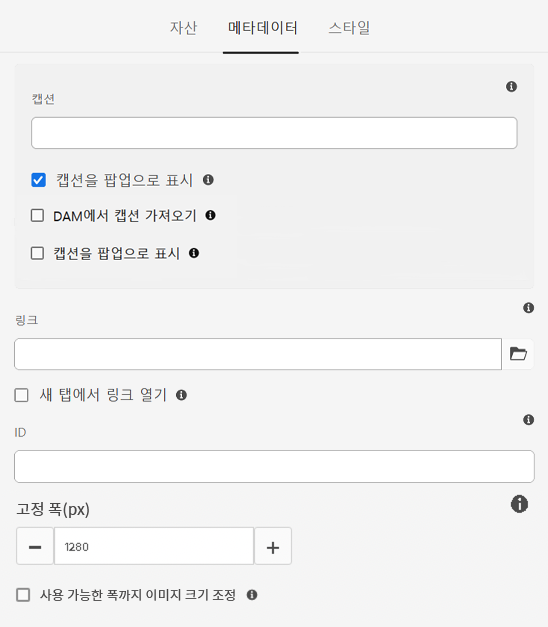 자산 메타데이터 스타일
캡션
캡션을 팝업으로 표시
DAM에서 캡션 가져오기
캡션을 팝업으로 표시
링크
새 탭에서 링크 열기
ID
고정 폭(px)
1280
사용 가능한 폭까지 이미지 크기 조정